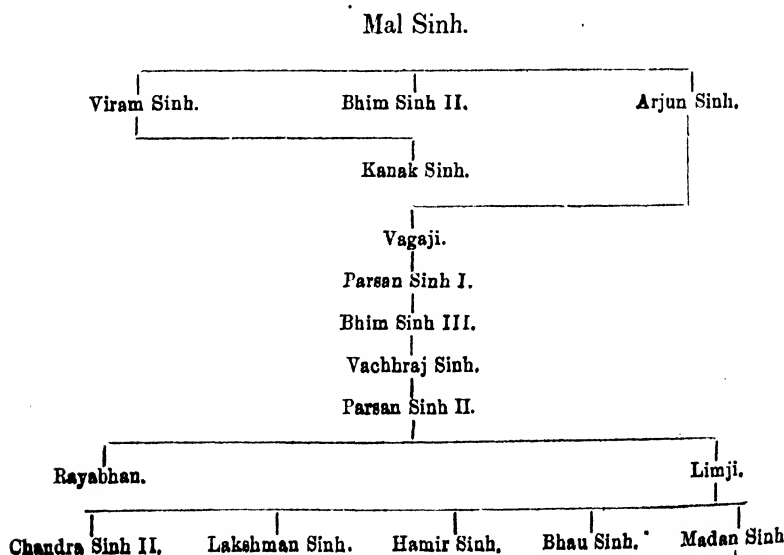 Mal Sinh.
Viram Sinh. Bhim Sinh II. Arjun Sinh.
Kanak Sinh.
Vagaji.
Parsan Sinh I.
Bhim Sinh III.
Vachhraj Sinh.
Parsan Sinh II.
Rayabhan. Limji.
Chandra Sinh II. Lakshman Sinh. Hamir Sinh. Bhau Sinh. Madan Sinh